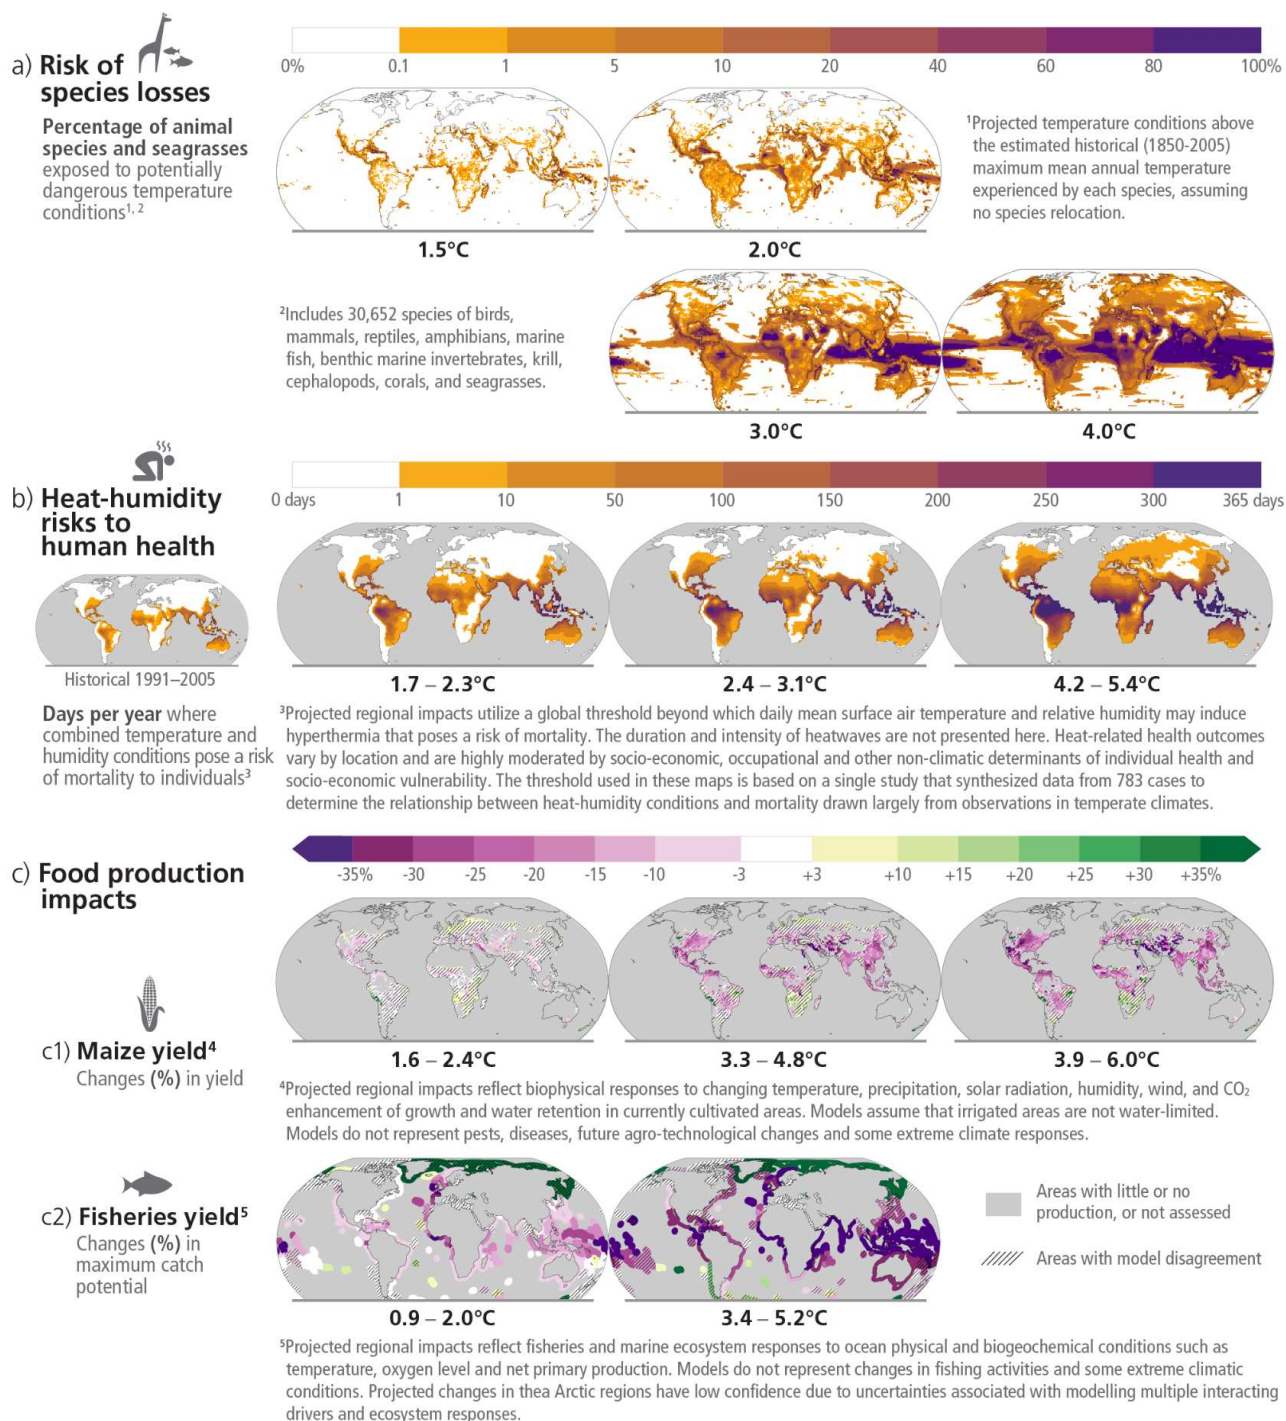 a) Risk of
species losses
Percentage of animal
species and seagrasses
exposed to potentially
dangerous temperature
conditions1, 2
0% 0.1 1 5 10 20 40 60 80 100%
1Projected temperature conditions above
the estimated historical (1850-2005)
maximum mean annual temperature
experienced by each species, assuming
no species relocation.
1.5°C 2.0°C
2Includes 30,652 species of birds,
mammals, reptiles, amphibians, marine
fish, benthic marine invertebrates, krill,
cephalopods, corals, and seagrasses.
3.0°C 4.0°C
b) Heat-humidity
risks to
human health
0 days 1 10 50 100 150 200 250 300 365 days
Historical 1991–2005
Days per year where
combined temperature and
humidity conditions pose a risk
of mortality to individuals3
1.7 – 2.3°C 2.4 – 3.1°C 4.2 – 5.4°C
3Projected regional impacts utilize a global threshold beyond which daily mean surface air temperature and relative humidity may induce
hyperthermia that poses a risk of mortality. The duration and intensity of heatwaves are not presented here. Heat-related health outcomes
vary by location and are highly moderated by socio-economic, occupational and other non-climatic determinants of individual health and
socio-economic vulnerability. The threshold used in these maps is based on a single study that synthesized data from 783 cases to
determine the relationship between heat-humidity conditions and mortality drawn largely from observations in temperate climates.
c) Food production
impacts
-35% -30 -25 -20 -15 -10 -3 +3 +10 +15 +20 +25 +30 +35%
c1) Maize yield4
Changes (%) in yield
1.6 – 2.4°C 3.3 – 4.8°C 3.9 – 6.0°C
4Projected regional impacts reflect biophysical responses to changing temperature, precipitation, solar radiation, humidity, wind, and CO2
enhancement of growth and water retention in currently cultivated areas. Models assume that irrigated areas are not water-limited.
Models do not represent pests, diseases, future agro-technological changes and some extreme climate responses.
c2) Fisheries yield5
Changes (%) in
maximum catch
potential
0.9 – 2.0°C 3.4 – 5.2°C
Areas with little or no
production, or not assessed
Areas with model disagreement
5Projected regional impacts reflect fisheries and marine ecosystem responses to ocean physical and biogeochemical conditions such as
temperature, oxygen level and net primary production. Models do not represent changes in fishing activities and some extreme climatic
conditions. Projected changes in thea Arctic regions have low confidence due to uncertainties associated with modelling multiple interacting
drivers and ecosystem responses.